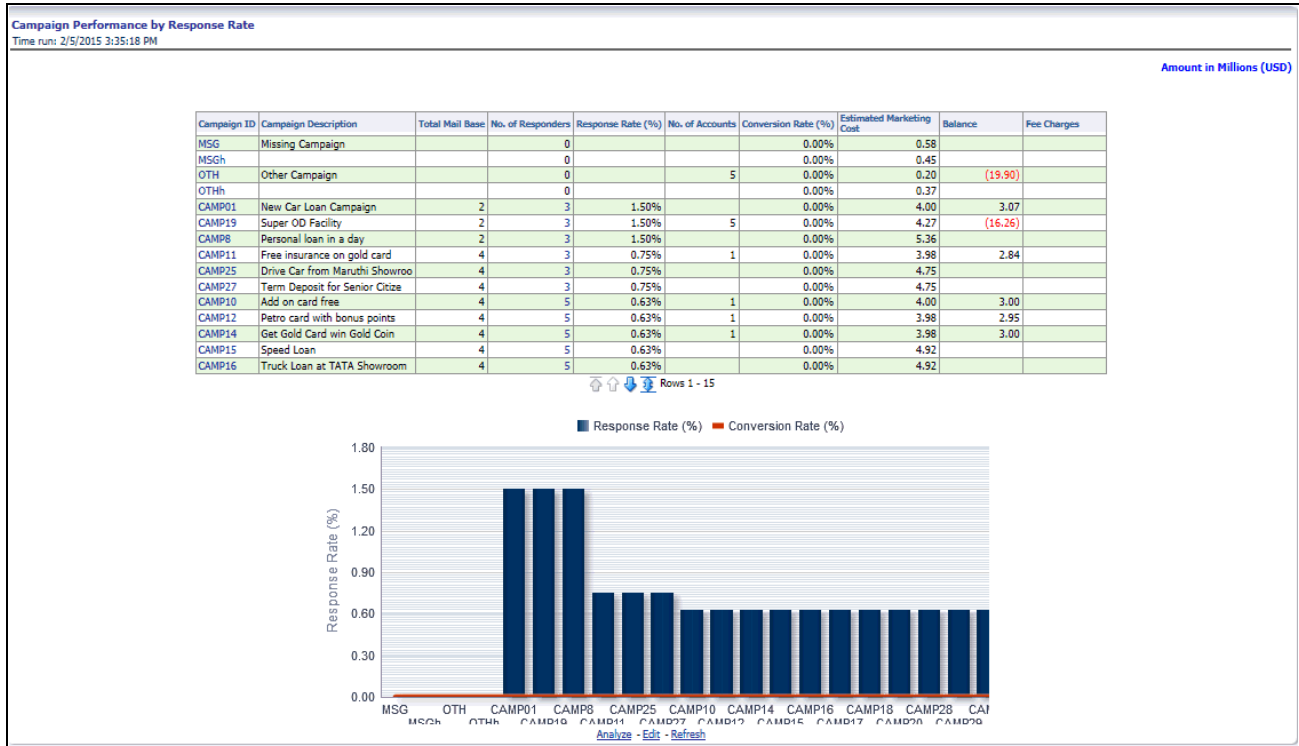 Campaign Performance by Response Rate
Time run: 2/5/2015 3:35:18 PM
Amount in Millions (USD)
Campaign ID Campaign Description Total Mail Base No. of Responders Response Rate (%) No. of Accounts Conversion Rate (%) Estimated Marketing Cost Balance Fee Charges
MSG Missing Campaign 0 0.00% 0.58
MSGh 0 0.00% 0.45
OTH Other Campaign 0 5 0.00% 0.20 (19.90)
OTHh 0 0.00% 0.37
CAMP01 New Car Loan Campaign 2 3 1.50% 0.00% 4.00 3.07
CAMP19 Super OD Facility 2 3 1.50% 5 0.00% 4.27 (16.26)
CAMP8 Personal loan in a day 2 3 1.50% 0.00% 5.36
CAMP11 Free insurance on gold card 4 3 0.75% 1 0.00% 3.98 2.84
CAMP25 Drive Car from Maruthi Showroo 4 3 0.75% 0.00% 4.75
CAMP27 Term Deposit for Senior Citize 4 3 0.75% 0.00% 4.75
CAMP10 Add on card free 4 5 0.63% 1 0.00% 4.00 3.00
CAMP12 Petro card with bonus points 4 5 0.63% 1 0.00% 3.98 2.95
CAMP14 Get Gold Card win Gold Coin 4 5 0.63% 1 0.00% 3.98 3.00
CAMP15 Speed Loan 4 5 0.63% 0.00% 4.92
CAMP16 Truck Loan at TATA Showroom 4 5 0.63% 0.00% 4.92
Rows 1 - 15
Response Rate (%) Conversion Rate (%)
Response Rate (%)
1.80
1.50
1.20
0.90
0.60
0.30
0.00
MSG OTH CAMP01 CAMP8 CAMP25 CAMP10 CAMP14 CAMP16 CAMP18 CAMP28 CAM
MSGh OTHh CAMP19 CAMP11 CAMP27 CAMP12 CAMP15 CAMP17 CAMP20 CAMP29
Analyze - Edit - Refresh